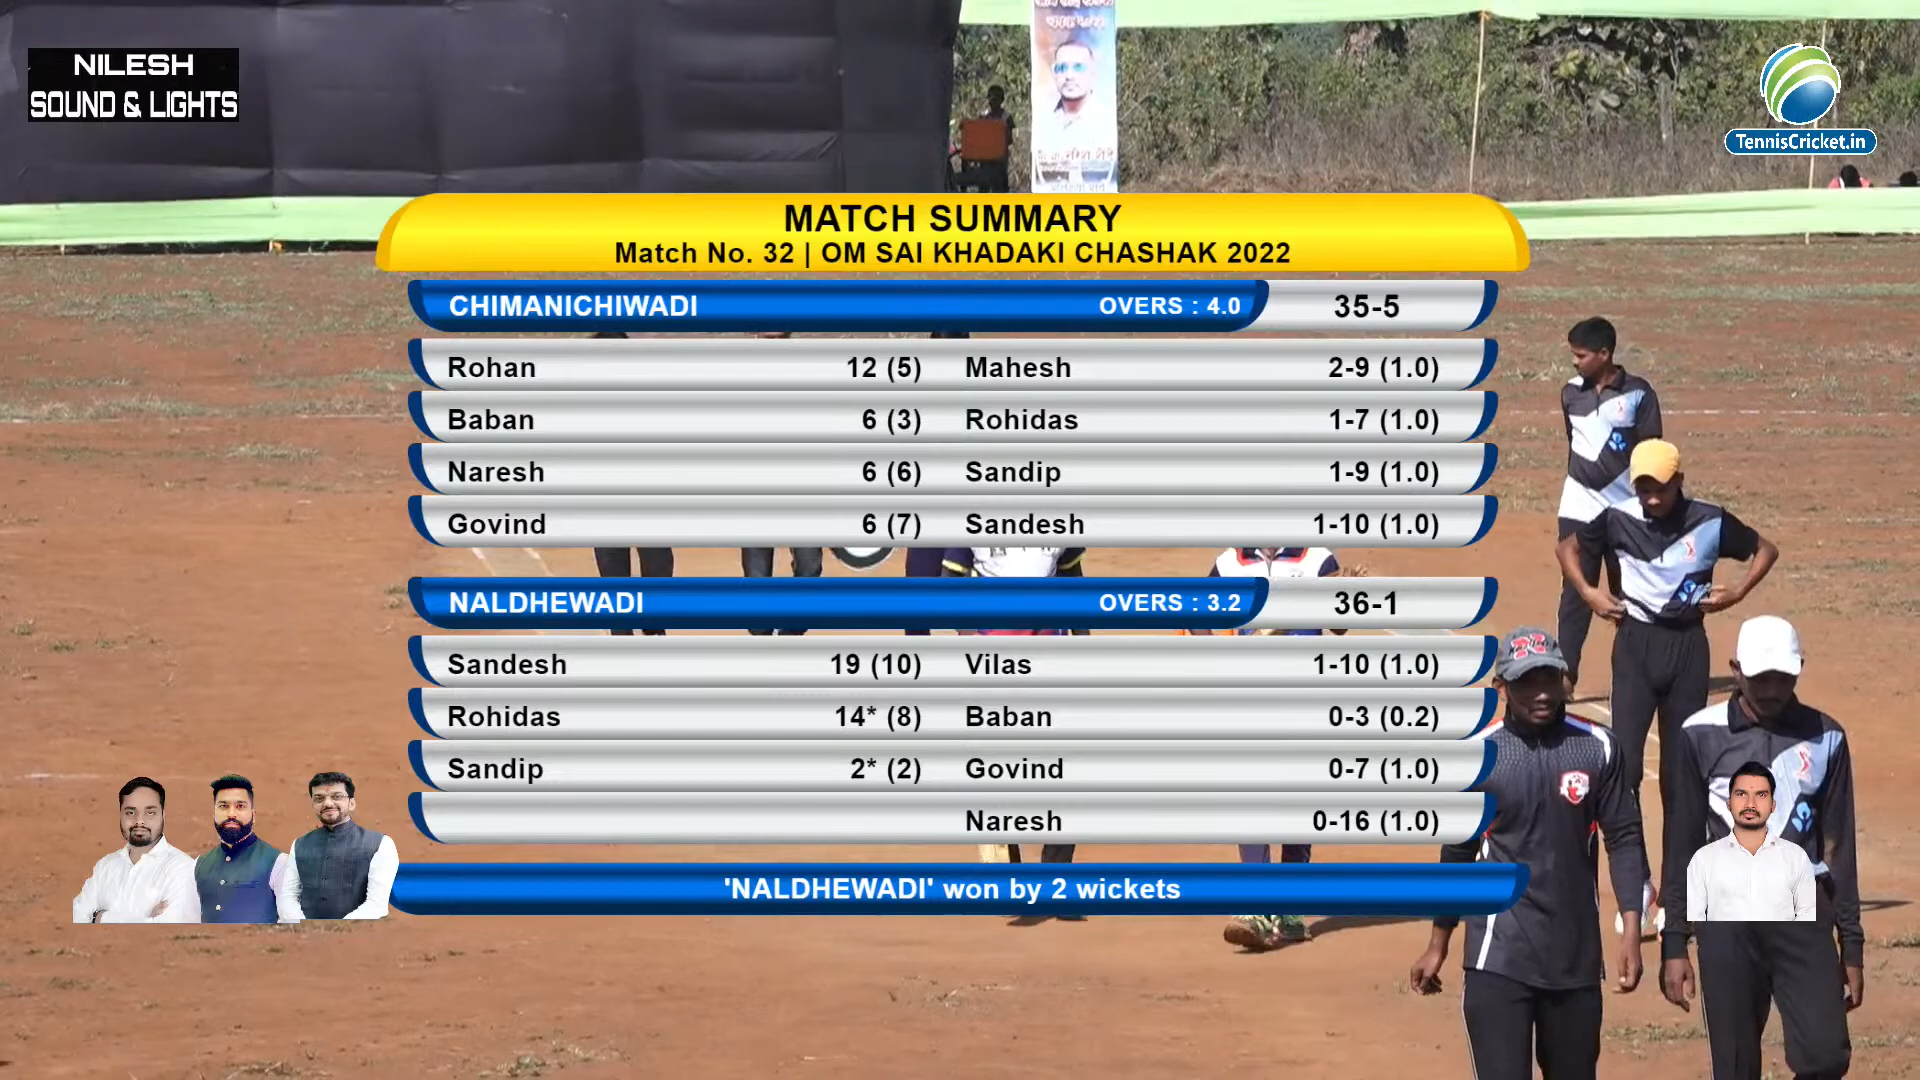 NILESH
SOUND & LIGHTS
TennisCricket.in
MATCH SUMMARY
Match No. 32 | OM SAI KHADAKI CHASHAK 2022
CHIMANICHIWADI OVERS : 4.0 35-5
Rohan 12 (5) Mahesh 2-9 (1.0)
Baban 6 (3) Rohidas 1-7 (1.0)
Naresh 6 (6) Sandip 1-9 (1.0)
Govind 6 (7) Sandesh 1-10 (1.0)
NALDHEWADI OVERS : 3.2 36-1
Sandesh 19 (10) Vilas 1-10 (1.0)
Rohidas 14* (8) Baban 0-3 (0.2)
Sandip 2* (2) Govind 0-7 (1.0)
Naresh 0-16 (1.0)
'NALDHEWADI' won by 2 wickets